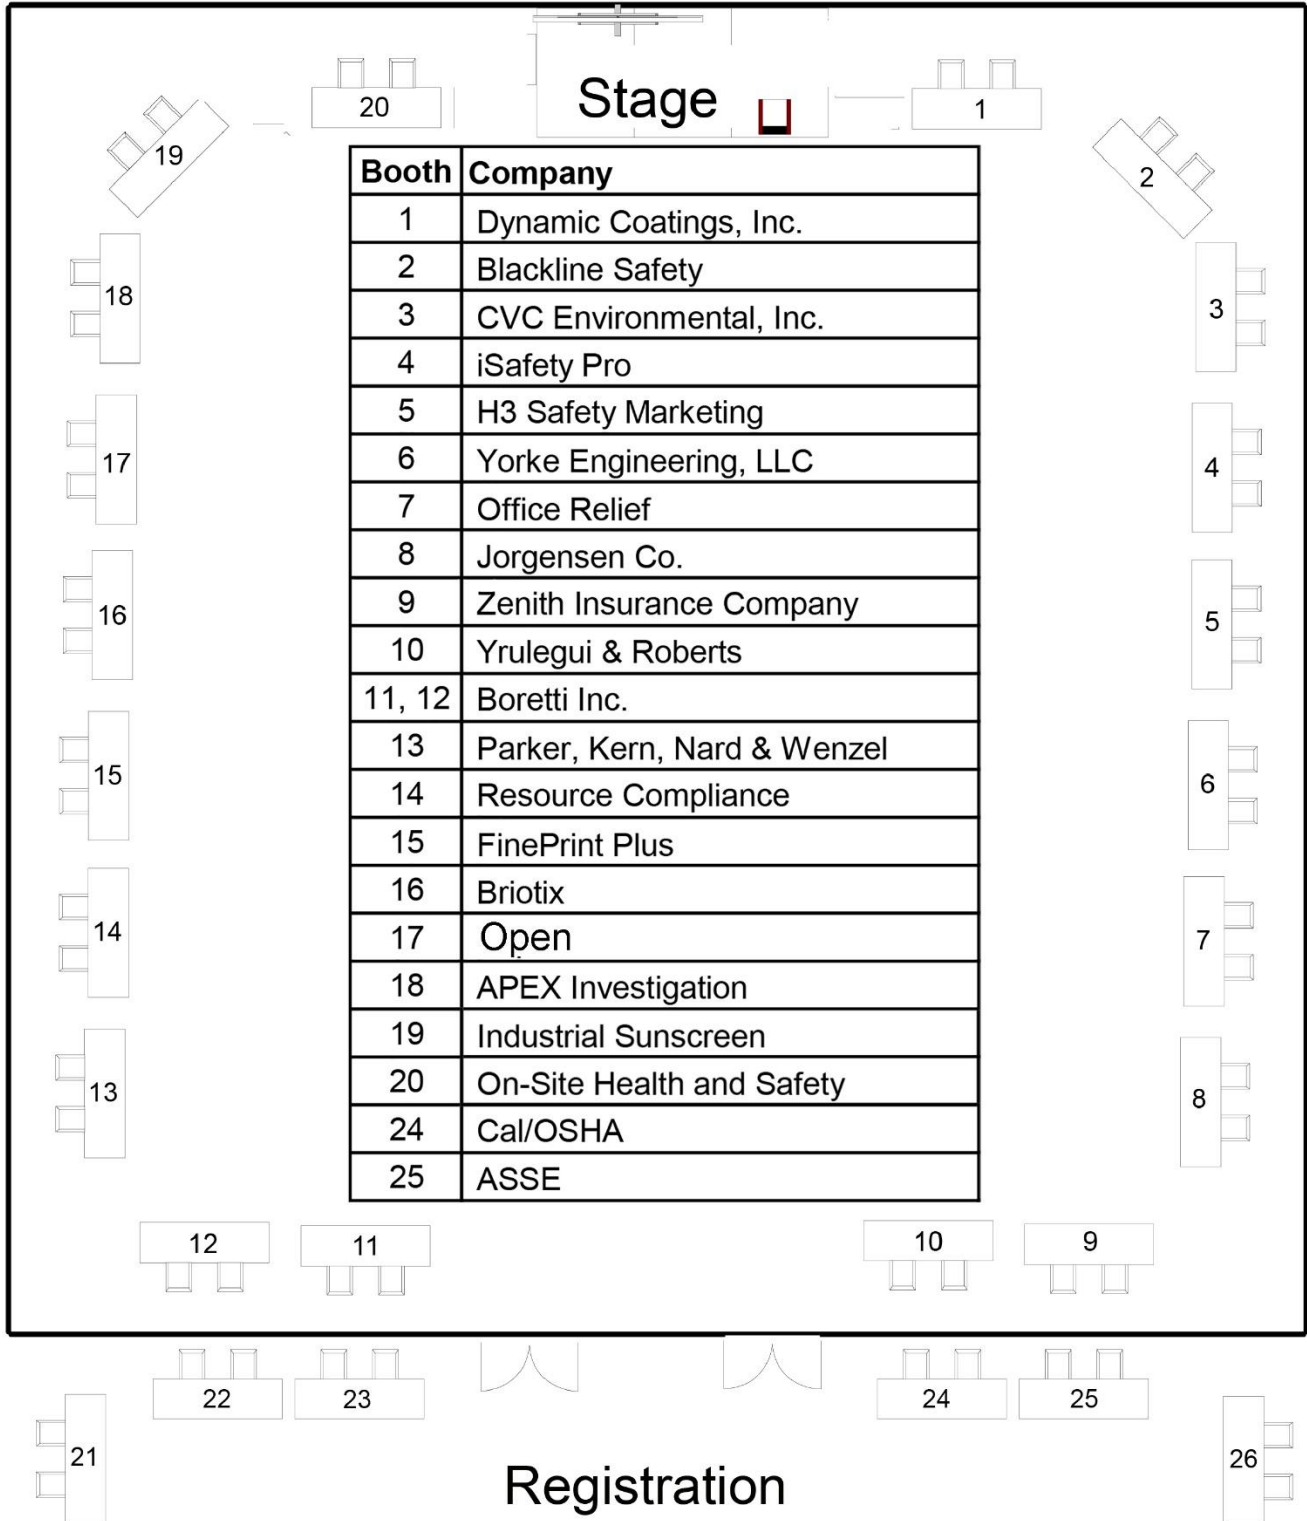 Stage
20
1
19
2
Booth Company
1 Dynamic Coatings, Inc.
2 Blackline Safety
3 CVC Environmental, Inc.
4 iSafety Pro
5 H3 Safety Marketing
6 Yorke Engineering, LLC
7 Office Relief
8 Jorgensen Co.
9 Zenith Insurance Company
10 Yrulegui & Roberts
11, 12 Boretti Inc.
13 Parker, Kern, Nard & Wenzel
14 Resource Compliance
15 FinePrint Plus
16 Briotix
17 Open
18 APEX Investigation
19 Industrial Sunscreen
20 On-Site Health and Safety
24 Cal/OSHA
25 ASSE
18
3
17
4
16
5
15
6
14
7
13
8
12
11
10
9
22
23
24
25
21
26
Registration